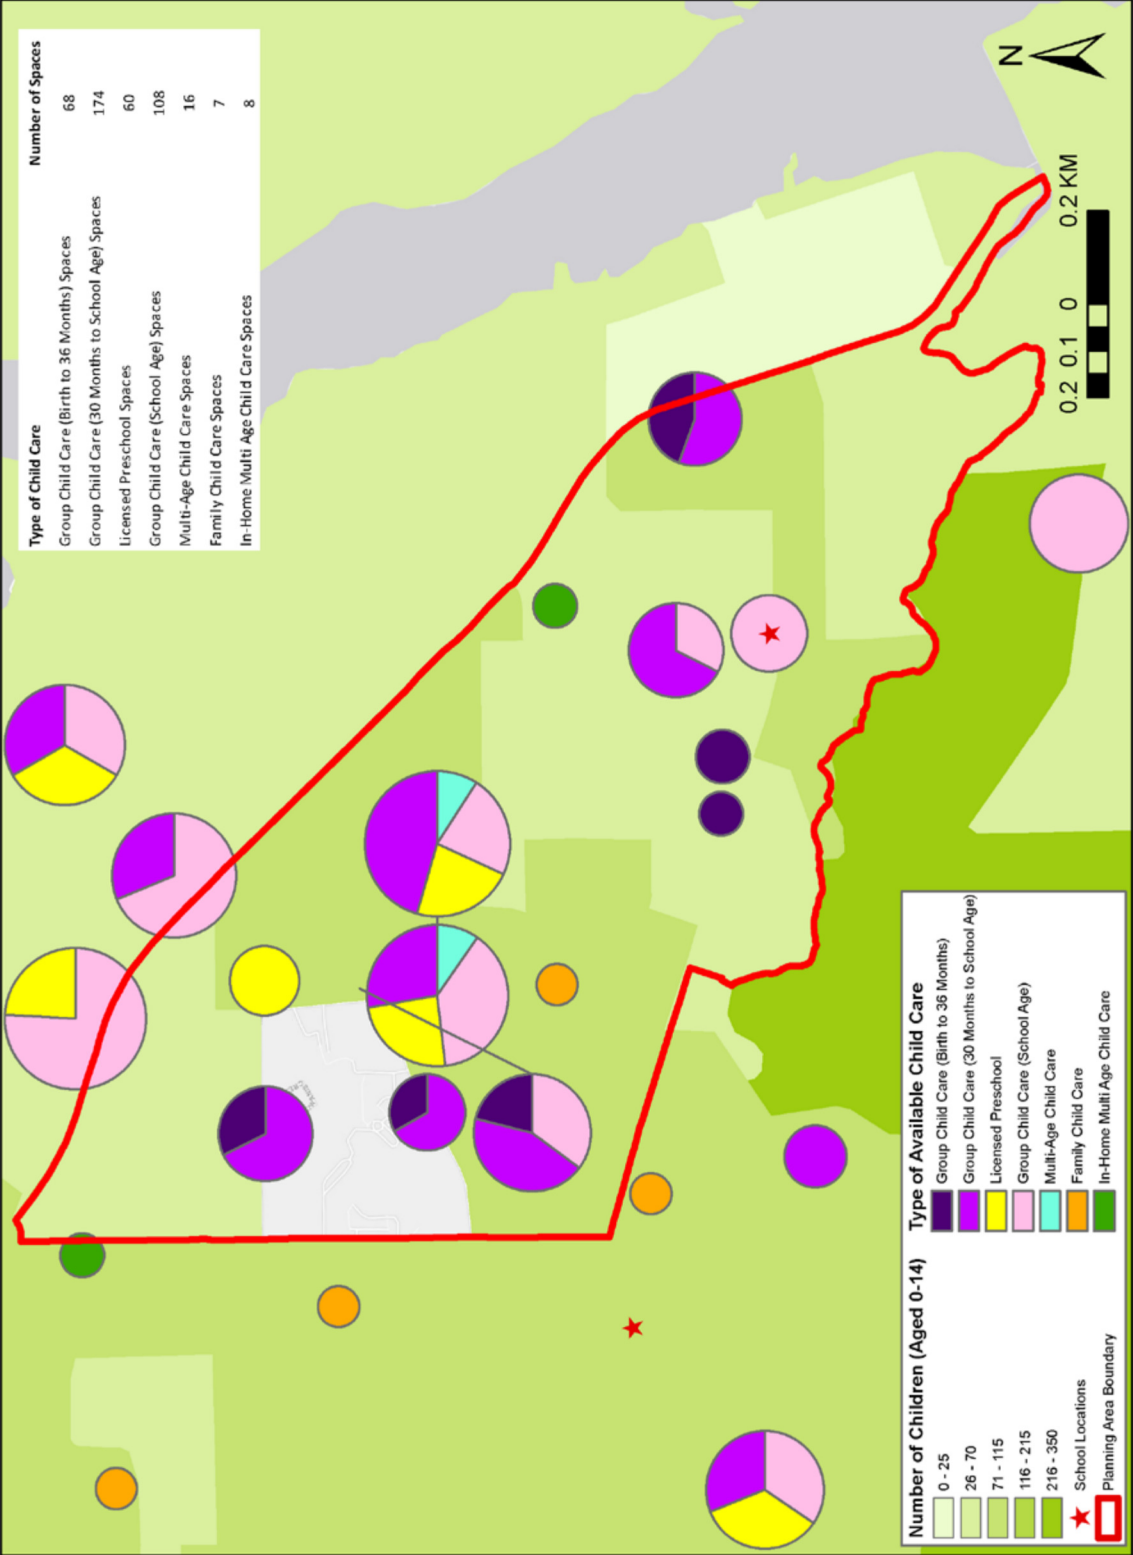 Type of Child Care Number of Spaces
Group Child Care (Birth to 36 Months) Spaces 68
Group Child Care (30 Months to School Age) Spaces 174
Licensed Preschool Spaces 60
Group Child Care (School Age) Spaces 108
Multi-Age Child Care Spaces 16
Family Child Care Spaces 7
In-Home Multi Age Child Care Spaces 8
N
0.2 0.1 0 0.2 KM
Number of Children (Aged 0-14)
0 - 25
26 - 70
71 - 115
116 - 215
216 - 350
School Locations
Planning Area Boundary
Type of Available Child Care
Group Child Care (Birth to 36 Months)
Group Child Care (30 Months to School Age)
Licensed Preschool
Group Child Care (School Age)
Multi-Age Child Care
Family Child Care
In-Home Multi Age Child Care